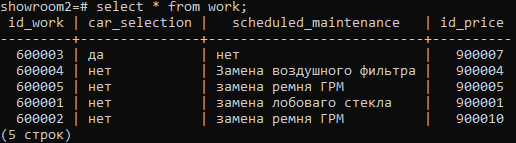 showroom2=# select * from work;
id_work | car_selection | scheduled_maintenance | id_price
---------+---------------+---------------------------+----------
600003 | да | нет | 900007
600004 | нет | Замена воздушного фильтра | 900004
600005 | нет | замена ремня ГРМ | 900005
600001 | нет | замена лобоваго стекла | 900001
600002 | нет | замена ремня ГРМ | 900010
(5 строк)